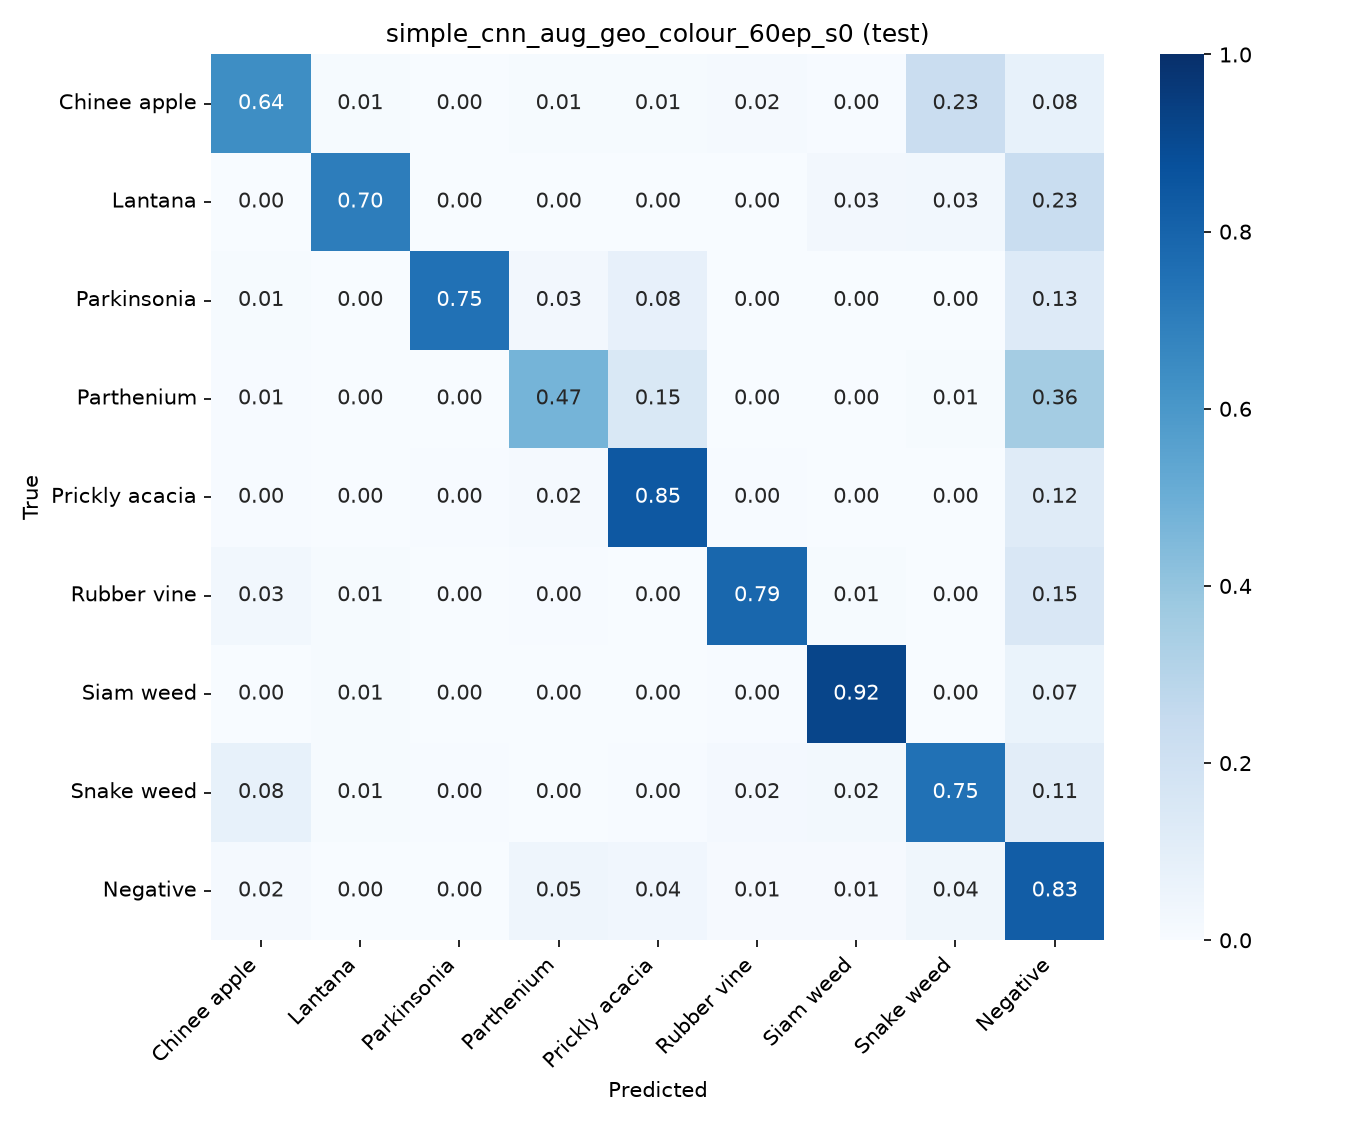 simple_cnn_aug_geo_colour_60ep_s0 (test)
Chinee apple 0.64 0.01 0.00 0.01 0.01 0.02 0.00 0.23 0.08
Lantana 0.00 0.70 0.00 0.00 0.00 0.00 0.03 0.03 0.23
Parkinsonia 0.01 0.00 0.75 0.03 0.08 0.00 0.00 0.00 0.13
Parthenium 0.01 0.00 0.00 0.47 0.15 0.00 0.00 0.01 0.36
Prickly acacia 0.00 0.00 0.00 0.02 0.85 0.00 0.00 0.00 0.12
Rubber vine 0.03 0.01 0.00 0.00 0.00 0.79 0.01 0.00 0.15
Siam weed 0.00 0.01 0.00 0.00 0.00 0.00 0.92 0.00 0.07
Snake weed 0.08 0.01 0.00 0.00 0.00 0.02 0.02 0.75 0.11
Negative 0.02 0.00 0.00 0.05 0.04 0.01 0.01 0.04 0.83
True
Chinee apple Lantana Parkinsonia Parthenium Prickly acacia Rubber vine Siam weed Snake weed Negative
Predicted
1.0
0.8
0.6
0.4
0.2
0.0